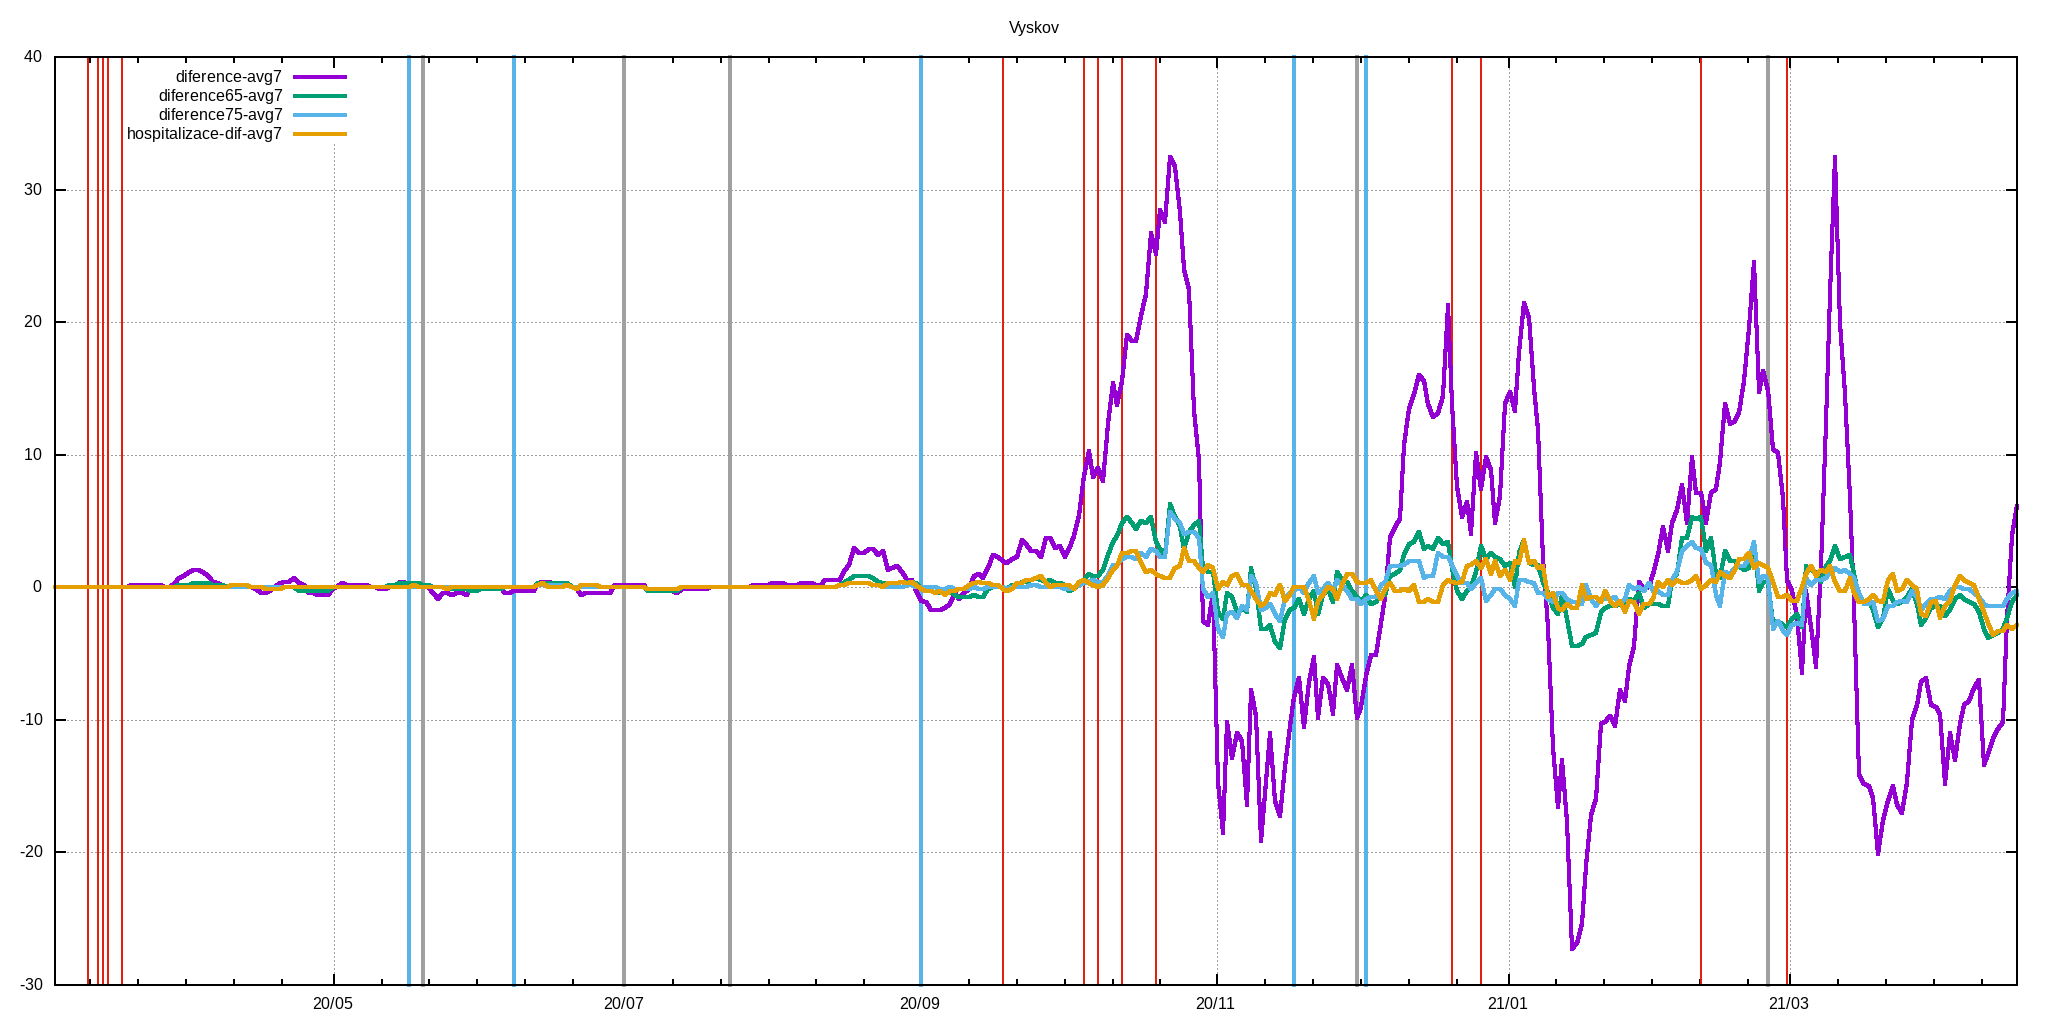 Vyskov
40
30
20
10
0
-10
-20
-30
diference-avg7
diference65-avg7
diference75-avg7
hospitalizace-dif-avg7
20/05
20/07
20/09
20/11
21/01
21/03